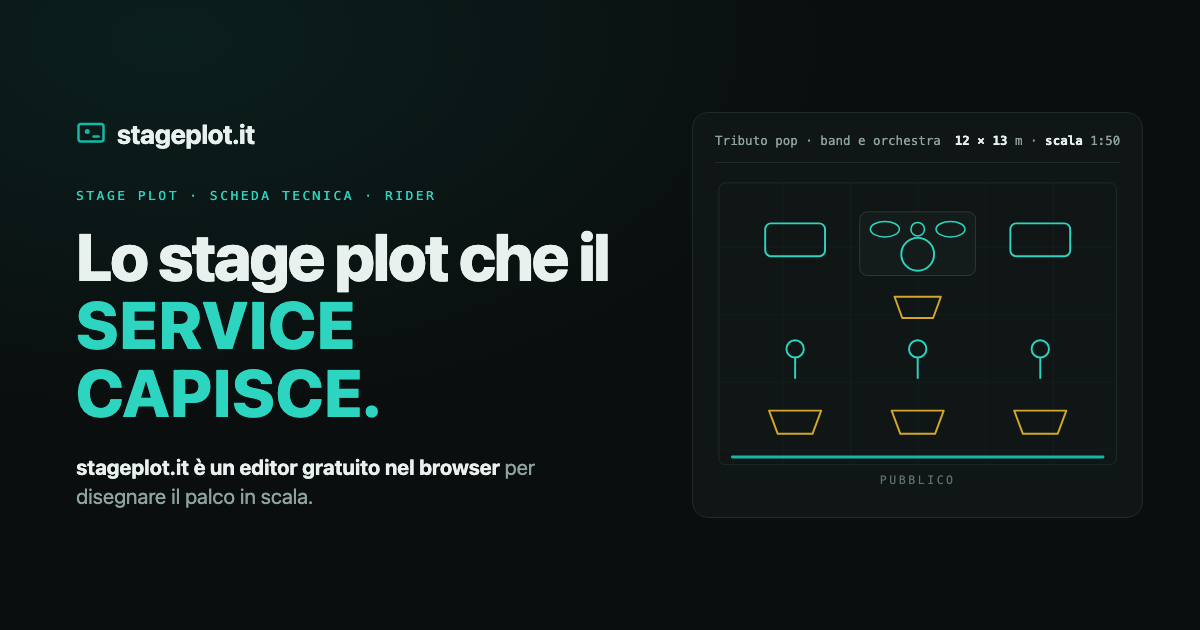 stageplot.it
STAGE PLOT · SCHEDA TECNICA · RIDER
Lo stage plot che il
SERVICE
CAPISCE.
stageplot.it è un editor gratuito nel browser per
disegnare il palco in scala.
Tributo pop · band e orchestra 12 × 13 m · scala 1:50
PUBBLICO